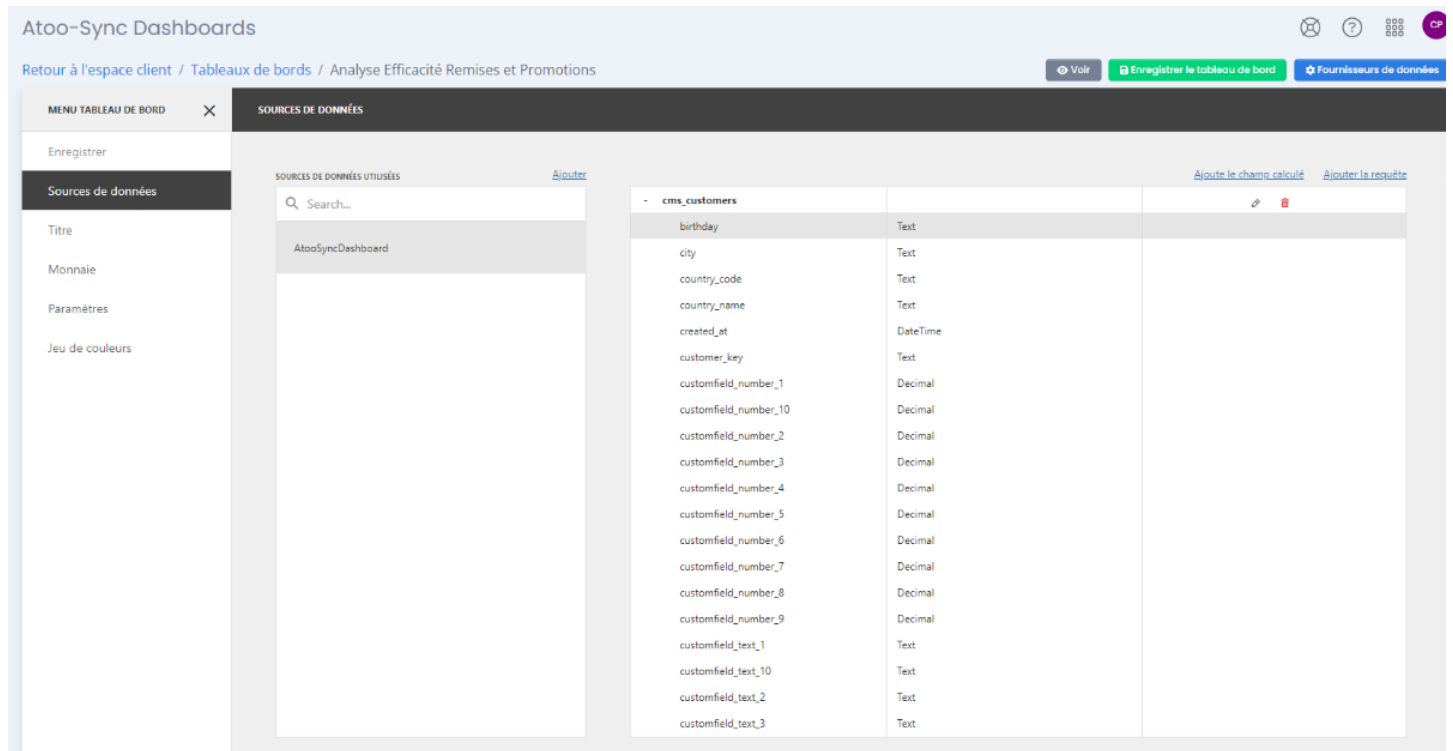 Atoo-Sync Dashboards
CP
Retour à l'espace client / Tableaux de bords / Analyse Efficacité Remises et Promotions
Voir
Enregistrer le tableau de bord
Fournisseurs de données
MENU TABLEAU DE BORD
SOURCES DE DONNÉES
Enregistrer
Sources de données
Titre
Monnaie
Paramètres
Jeu de couleurs
SOURCES DE DONNÉES UTILISÉES
Ajouter
Search...
AtooSyncDashboard
Ajoute le champ calculé
Ajouter la requête
- cms_customers
birthday Text
city Text
country_code Text
country_name Text
created_at DateTime
customer_key Text
customfield_number_1 Decimal
customfield_number_10 Decimal
customfield_number_2 Decimal
customfield_number_3 Decimal
customfield_number_4 Decimal
customfield_number_5 Decimal
customfield_number_6 Decimal
customfield_number_7 Decimal
customfield_number_8 Decimal
customfield_number_9 Decimal
customfield_text_1 Text
customfield_text_10 Text
customfield_text_2 Text
customfield_text_3 Text